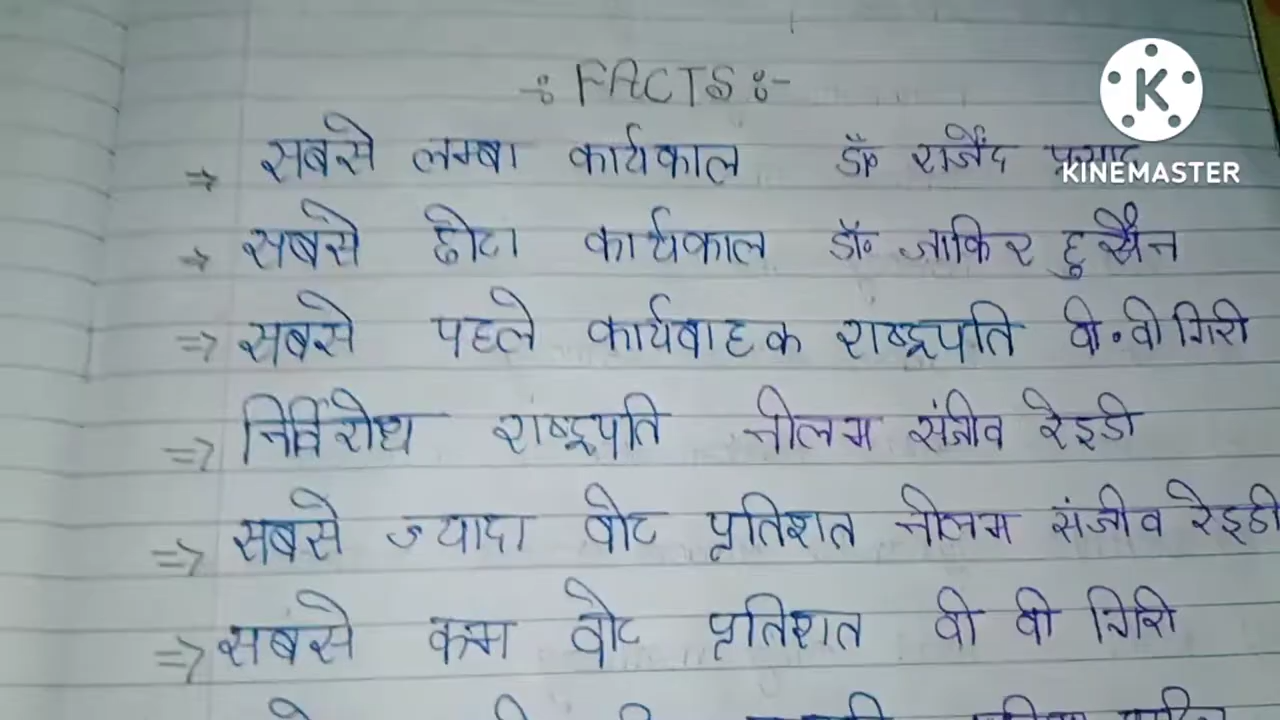 -: FACTS :-
⇒ सबसे लम्बा कार्यकाल डॉ॰ राजेंद प्रसाद
⇒ सबसे छोटा कार्यकाल डॉ॰ जाकिर हुसैन
⇒ सबसे पहले कार्यवाहक राष्ट्रपति वी.वी गिरी
⇒ निर्विरोध राष्ट्रपति नीलम संजीव रेड्डी
⇒ सबसे ज्यादा वोट प्रतिशत नीलम संजीव रेड्डी
⇒ सबसे कम वोट प्रतिशत वी वी गिरी
K
KINEMASTER